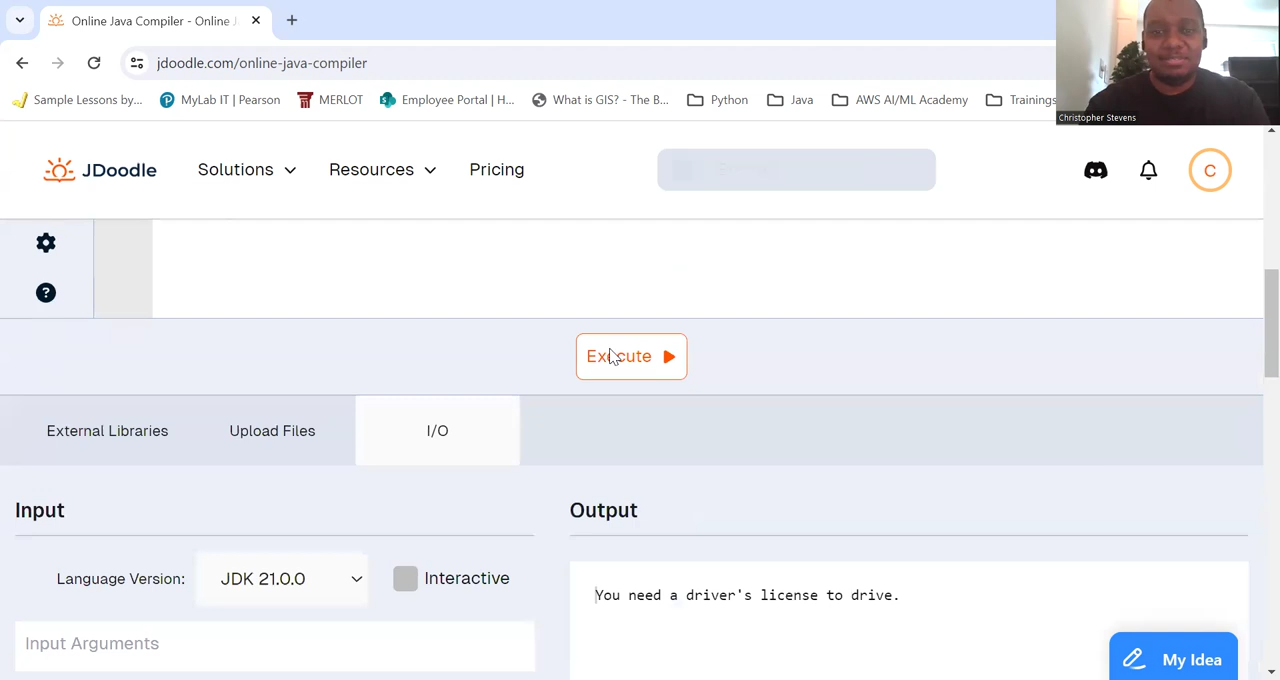 Online Java Compiler - Online J
jdoodle.com/online-java-compiler
Sample Lessons by...
MyLab IT | Pearson
MERLOT
Employee Portal | H...
What is GIS? - The B...
Python
Java
AWS AI/ML Academy
Trainings
Christopher Stevens
JDoodle
Solutions
Resources
Pricing
C
?
Execute
External Libraries
Upload Files
I/O
Input
Output
Language Version:
JDK 21.0.0
Interactive
You need a driver's license to drive.
Input Arguments
My Idea